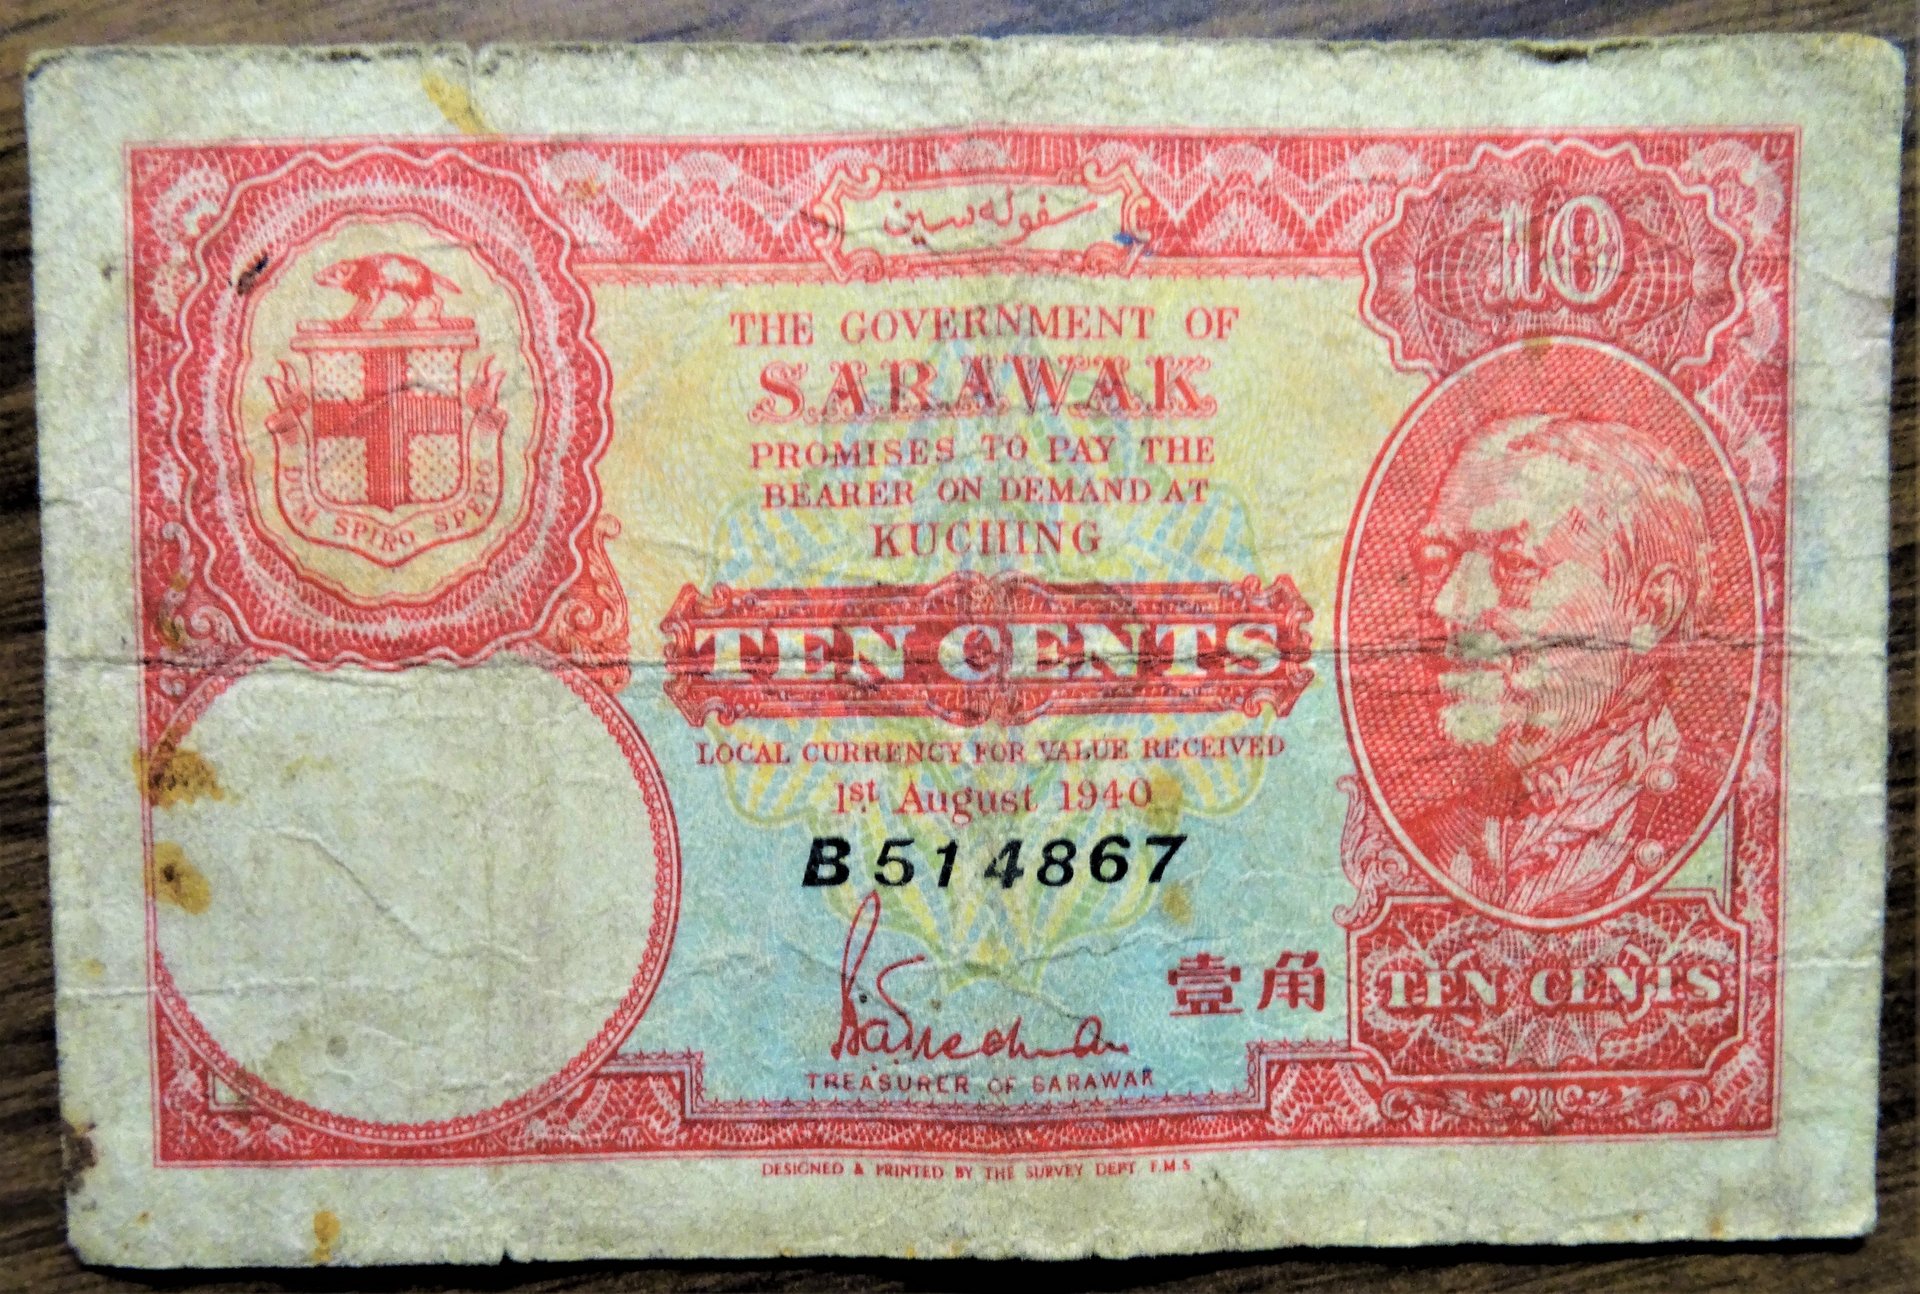 سڤوله سين
10
THE GOVERNMENT OF
SARAWAK
PROMISES TO PAY THE
BEARER ON DEMAND AT
KUCHING
DUM SPIRO SPERO
TEN CENTS
LOCAL CURRENCY FOR VALUE RECEIVED
1st August 1940
B514867
壹角
TEN CENTS
TREASURER OF SARAWAK
DESIGNED & PRINTED BY THE SURVEY DEPT F.M.S